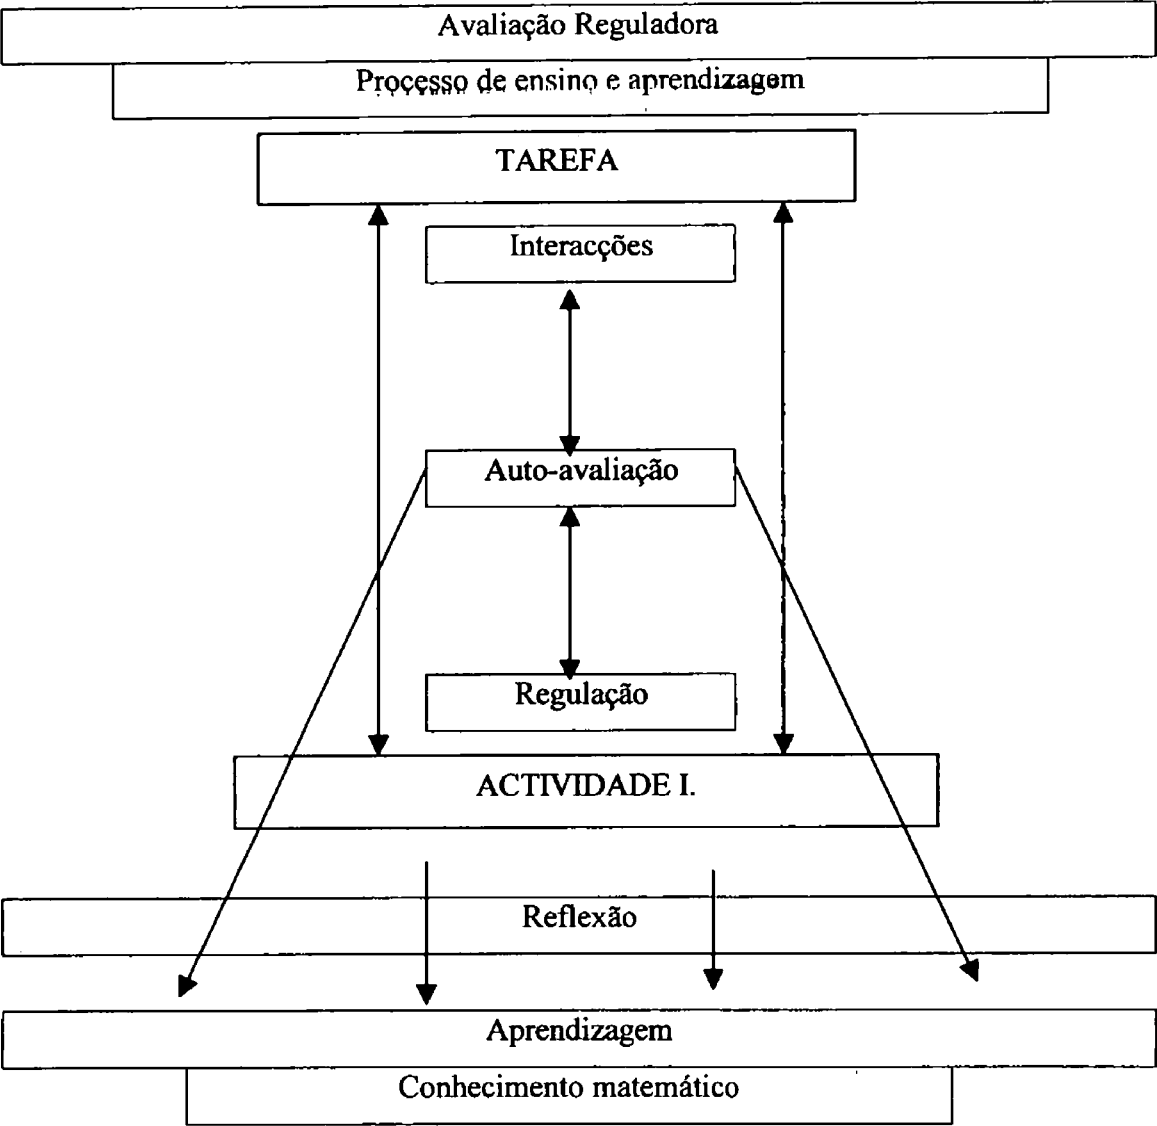 Avaliação Reguladora
Processo de ensino e aprendizagem
TAREFA
Interacções
Auto-avaliação
Regulação
ACTIVIDADE I.
Reflexão
Aprendizagem
Conhecimento matemático